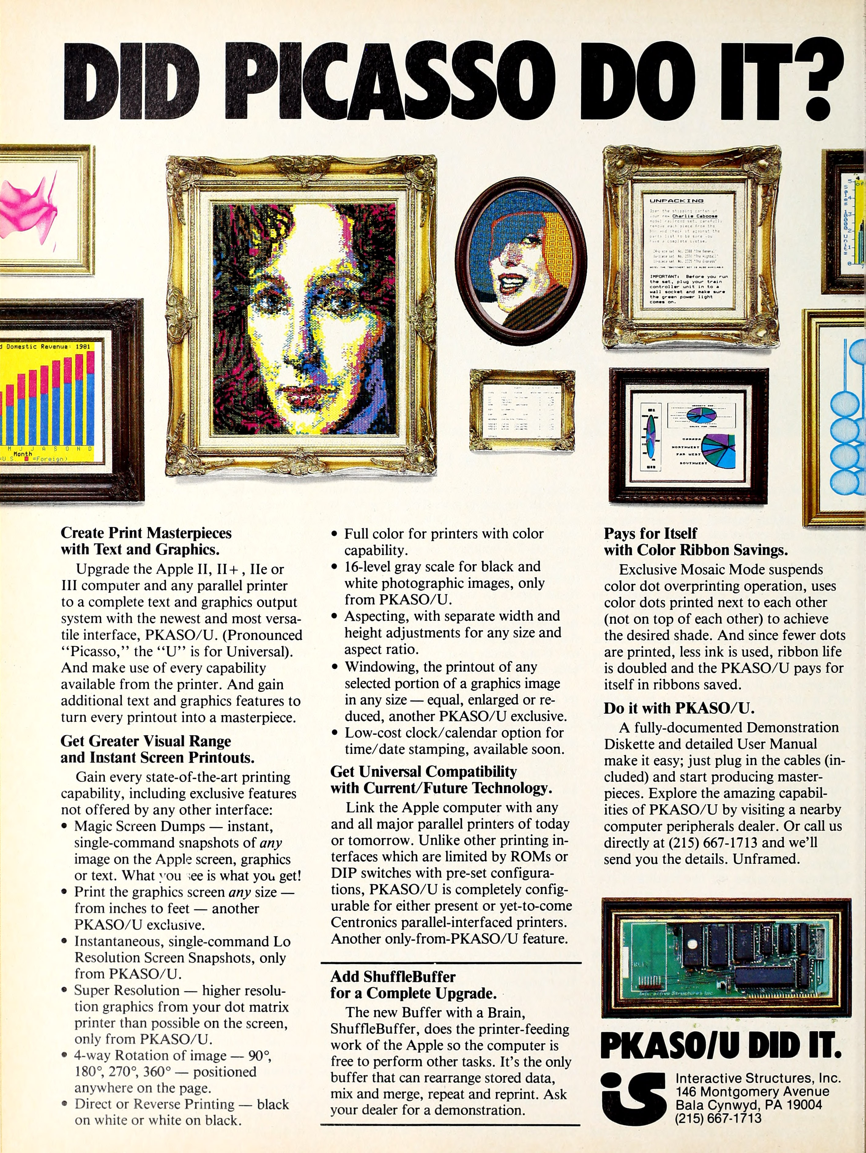 DID PICASSO DO IT?
d Domestic Revenue: 1981
Month
UNPACKING
Charlie Caboose
IMPORTANT: Before you run
the set, plug your train
controller unit in to a
wall socket and make sure
the green power light
comes on.
NORTHWEST
FAR WEST
SOUTHWEST
Create Print Masterpieces
with Text and Graphics.
Upgrade the Apple II, II+, IIe or
III computer and any parallel printer
to a complete text and graphics output
system with the newest and most versa-
tile interface, PKASO/U. (Pronounced
“Picasso,” the “U” is for Universal).
And make use of every capability
available from the printer. And gain
additional text and graphics features to
turn every printout into a masterpiece.
Get Greater Visual Range
and Instant Screen Printouts.
Gain every state-of-the-art printing
capability, including exclusive features
not offered by any other interface:
• Magic Screen Dumps — instant,
single-command snapshots of any
image on the Apple screen, graphics
or text. What you see is what you get!
• Print the graphics screen any size —
from inches to feet — another
PKASO/U exclusive.
• Instantaneous, single-command Lo
Resolution Screen Snapshots, only
from PKASO/U.
• Super Resolution — higher resolu-
tion graphics from your dot matrix
printer than possible on the screen,
only from PKASO/U.
• 4-way Rotation of image — 90°,
180°, 270°, 360° — positioned
anywhere on the page.
• Direct or Reverse Printing — black
on white or white on black.
• Full color for printers with color
capability.
• 16-level gray scale for black and
white photographic images, only
from PKASO/U.
• Aspecting, with separate width and
height adjustments for any size and
aspect ratio.
• Windowing, the printout of any
selected portion of a graphics image
in any size — equal, enlarged or re-
duced, another PKASO/U exclusive.
• Low-cost clock/calendar option for
time/date stamping, available soon.
Get Universal Compatibility
with Current/Future Technology.
Link the Apple computer with any
and all major parallel printers of today
or tomorrow. Unlike other printing in-
terfaces which are limited by ROMs or
DIP switches with pre-set configura-
tions, PKASO/U is completely config-
urable for either present or yet-to-come
Centronics parallel-interfaced printers.
Another only-from-PKASO/U feature.
Add ShuffleBuffer
for a Complete Upgrade.
The new Buffer with a Brain,
ShuffleBuffer, does the printer-feeding
work of the Apple so the computer is
free to perform other tasks. It's the only
buffer that can rearrange stored data,
mix and merge, repeat and reprint. Ask
your dealer for a demonstration.
Pays for Itself
with Color Ribbon Savings.
Exclusive Mosaic Mode suspends
color dot overprinting operation, uses
color dots printed next to each other
(not on top of each other) to achieve
the desired shade. And since fewer dots
are printed, less ink is used, ribbon life
is doubled and the PKASO/U pays for
itself in ribbons saved.
Do it with PKASO/U.
A fully-documented Demonstration
Diskette and detailed User Manual
make it easy; just plug in the cables (in-
cluded) and start producing master-
pieces. Explore the amazing capabil-
ities of PKASO/U by visiting a nearby
computer peripherals dealer. Or call us
directly at (215) 667-1713 and we'll
send you the details. Unframed.
Interactive Structures Inc
PKASO/U DID IT.
iS
Interactive Structures, Inc.
146 Montgomery Avenue
Bala Cynwyd, PA 19004
(215) 667-1713